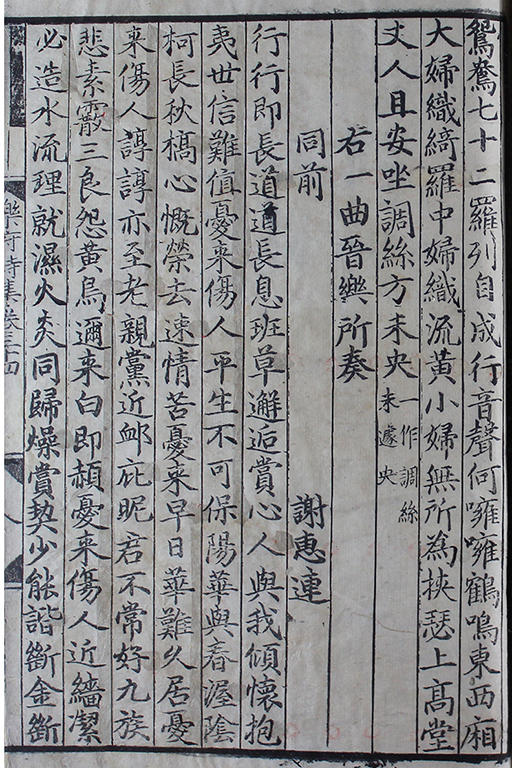 鴛鴦七十二羅列自成行音聲何噰噰鶴鳴東西廂
大婦織綺羅中婦織流黃小婦無所為挾瑟上髙堂
丈人且安坐調絲方未央一作調絲未遽央
右一曲晉樂所奏
同前 謝惠連
行行即長道道長息班草邂逅賞心人與我傾懷抱
夷世信難值憂來傷人平生不可保陽華與春渥陰
柯長秋槁心慨榮去速情苦憂來早日華難久居憂
來傷人諄諄亦至老親黨近邮庇昵君不常好九族
悲素霰三良怨黃鳥邇朱白即赬憂來傷人近縉潔
必造水流理就濕火炎同歸燥賞契少能諧斷金斷
樂府詩集卷三十四